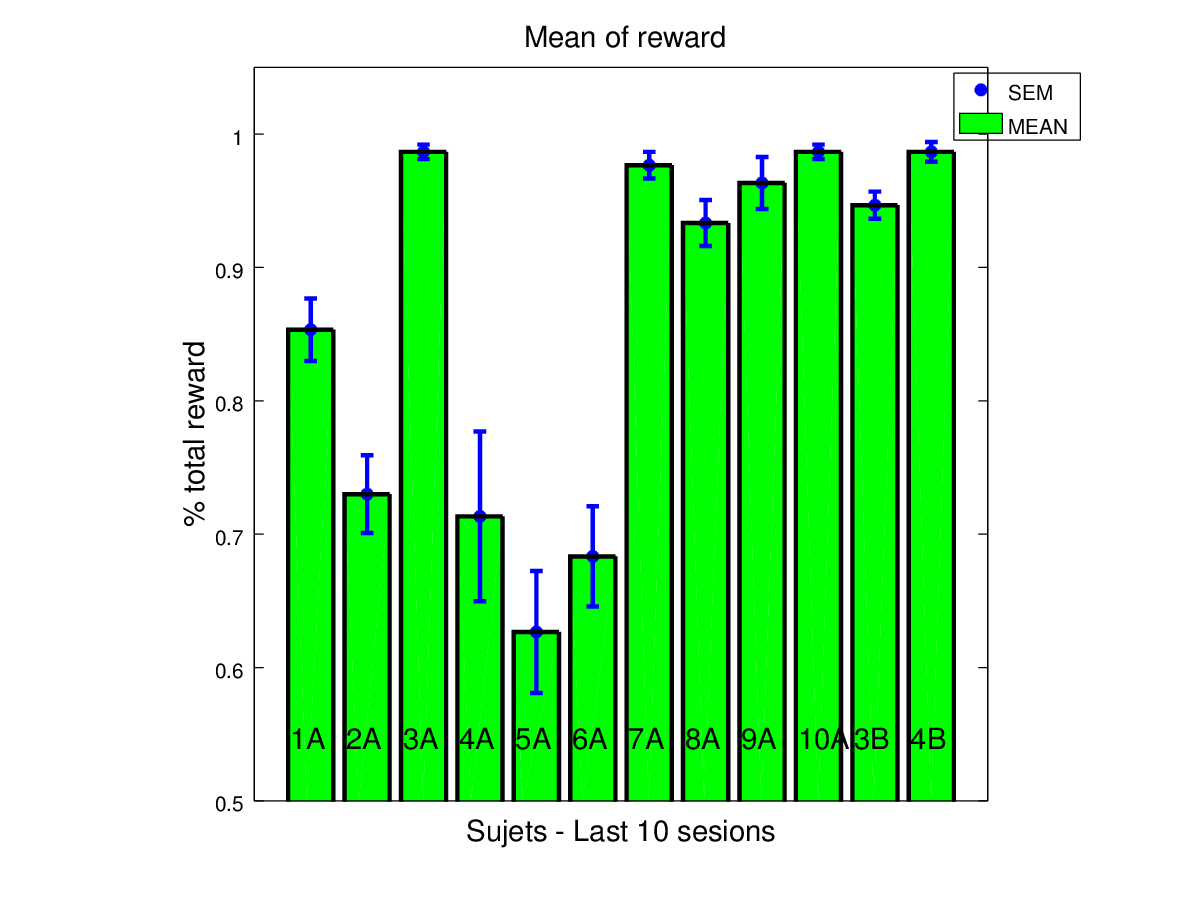 Mean of reward
SEM
MEAN
1
0.9
0.8
0.7
0.6
0.5
% total reward
1A 2A 3A 4A 5A 6A 7A 8A 9A 10A 3B 4B
Sujets - Last 10 sesions